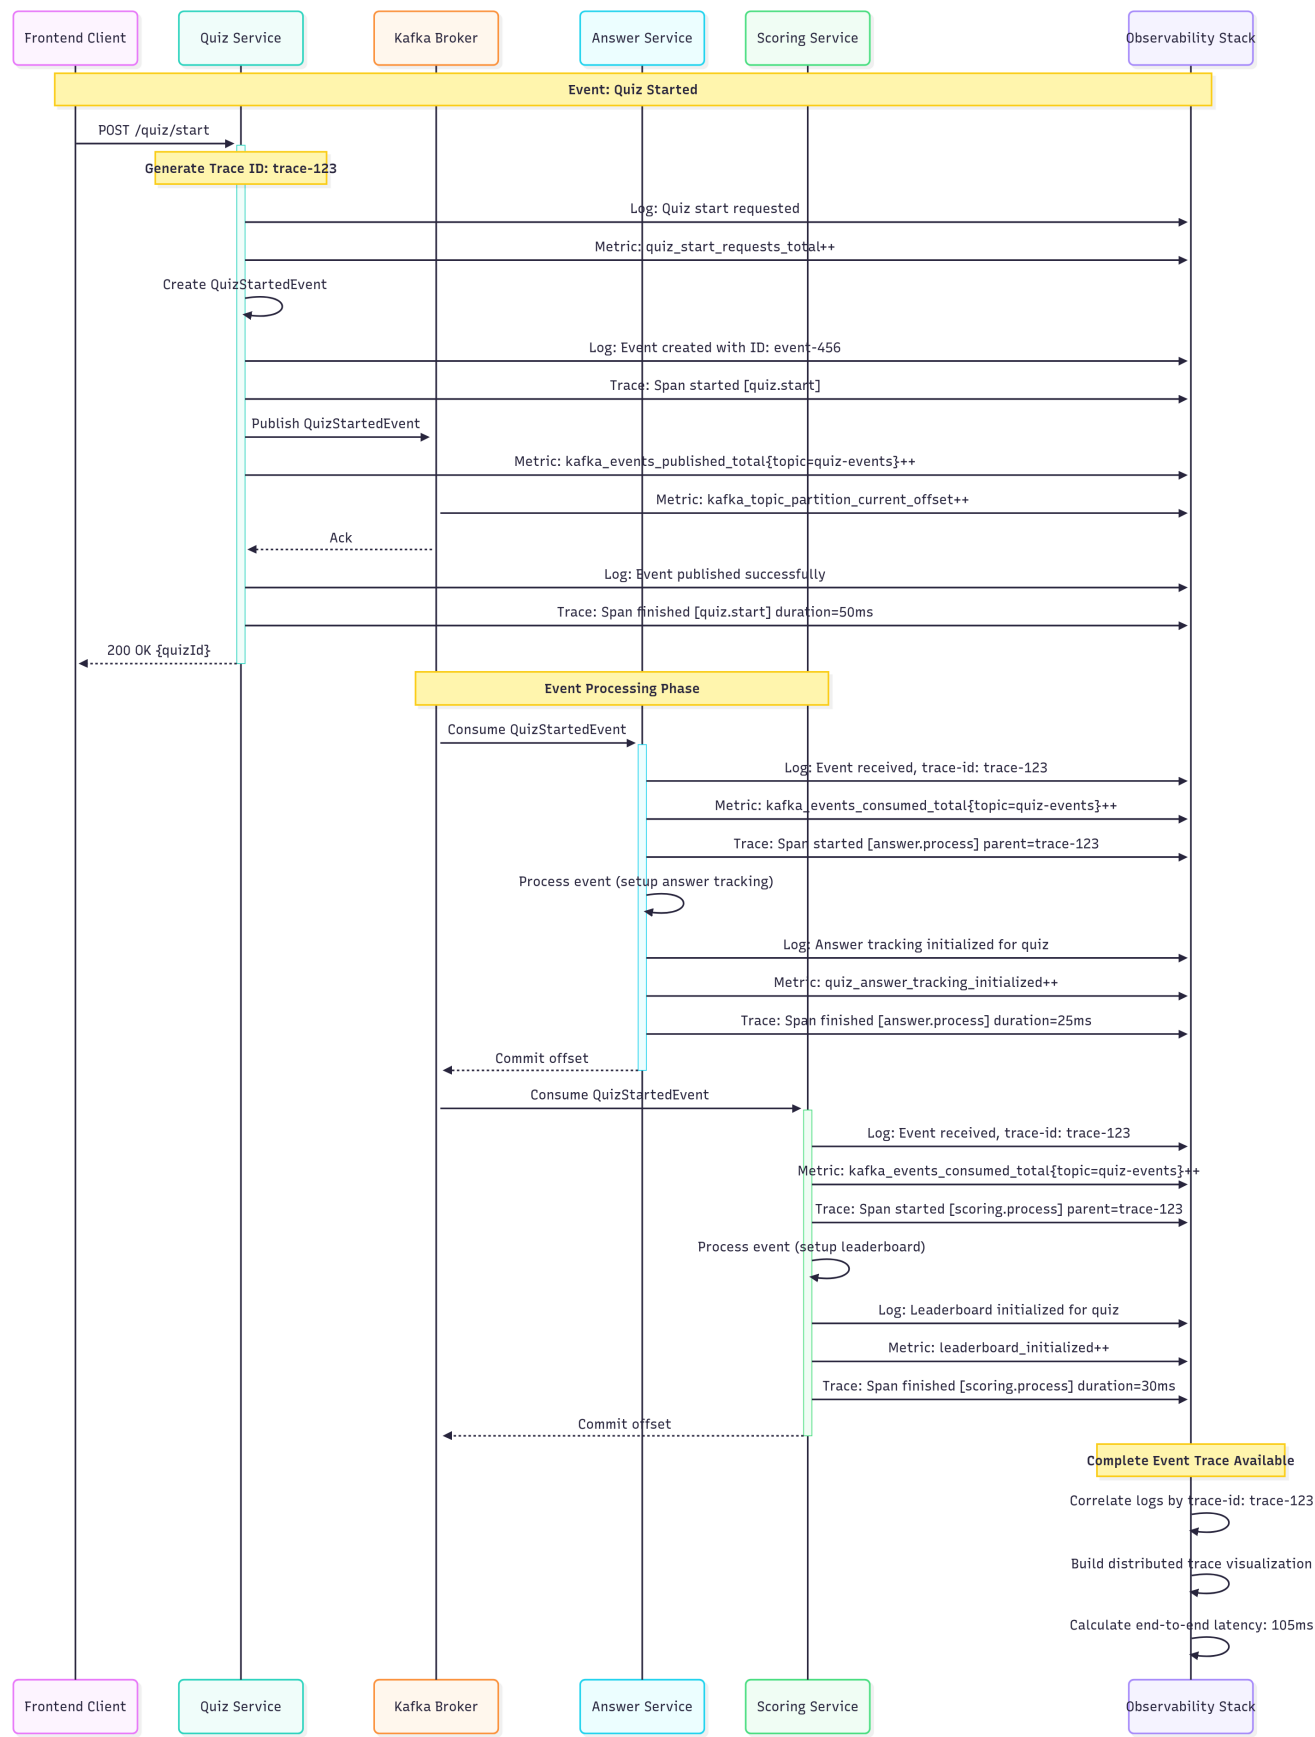 Frontend Client
Quiz Service
Kafka Broker
Answer Service
Scoring Service
Observability Stack
Event: Quiz Started
POST /quiz/start
Generate Trace ID: trace-123
Log: Quiz start requested
Metric: quiz_start_requests_total++
Create QuizStartedEvent
Log: Event created with ID: event-456
Trace: Span started [quiz.start]
Publish QuizStartedEvent
Metric: kafka_events_published_total{topic=quiz-events}++
Metric: kafka_topic_partition_current_offset++
Ack
Log: Event published successfully
Trace: Span finished [quiz.start] duration=50ms
200 OK {quizId}
Event Processing Phase
Consume QuizStartedEvent
Log: Event received, trace-id: trace-123
Metric: kafka_events_consumed_total{topic=quiz-events}++
Trace: Span started [answer.process] parent=trace-123
Process event (setup answer tracking)
Log: Answer tracking initialized for quiz
Metric: quiz_answer_tracking_initialized++
Trace: Span finished [answer.process] duration=25ms
Commit offset
Consume QuizStartedEvent
Log: Event received, trace-id: trace-123
Metric: kafka_events_consumed_total{topic=quiz-events}++
Trace: Span started [scoring.process] parent=trace-123
Process event (setup leaderboard)
Log: Leaderboard initialized for quiz
Metric: leaderboard_initialized++
Trace: Span finished [scoring.process] duration=30ms
Commit offset
Complete Event Trace Available
Correlate logs by trace-id: trace-123
Build distributed trace visualization
Calculate end-to-end latency: 105ms
Frontend Client
Quiz Service
Kafka Broker
Answer Service
Scoring Service
Observability Stack